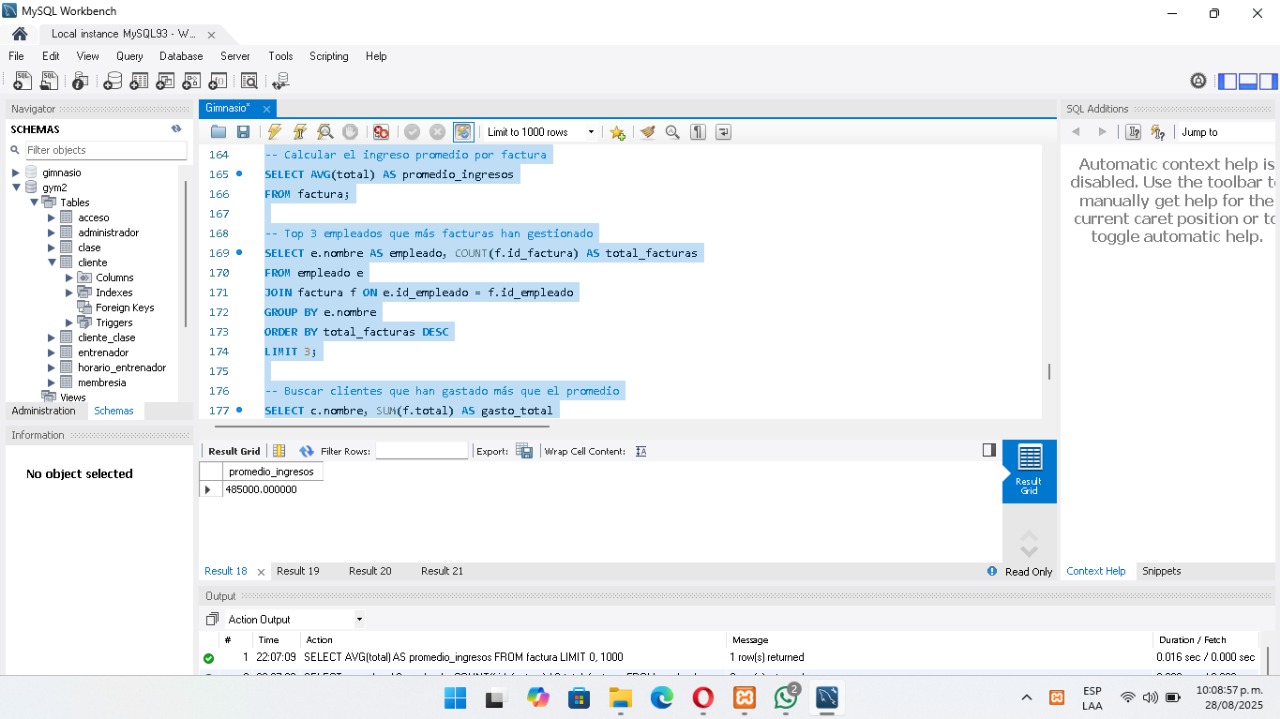 MySQL Workbench
Local instance MySQL93 - W...
File Edit View Query Database Server Tools Scripting Help
Navigator
SCHEMAS
Filter objects
gimnasio
gym2
Tables
acceso
administrador
clase
cliente
Columns
Indexes
Foreign Keys
Triggers
cliente_clase
entrenador
horario_entrenador
membresia
Views
Administration Schemas
Information
No object selected
Gimnasio*
Limit to 1000 rows
164 -- Calcular el ingreso promedio por factura
165 SELECT AVG(total) AS promedio_ingresos
166 FROM factura;
167
168 -- Top 3 empleados que más facturas han gestionado
169 SELECT e.nombre AS empleado, COUNT(f.id_factura) AS total_facturas
170 FROM empleado e
171 JOIN factura f ON e.id_empleado = f.id_empleado
172 GROUP BY e.nombre
173 ORDER BY total_facturas DESC
174 LIMIT 3;
175
176 -- Buscar clientes que han gastado más que el promedio
177 SELECT c.nombre, SUM(f.total) AS gasto_total
Result Grid Filter Rows: Export: Wrap Cell Content:
promedio_ingresos
485000.000000
Result Grid
Result 18 Result 19 Result 20 Result 21
Read Only
SQL Additions
Jump to
Automatic context help is
disabled. Use the toolbar t
manually get help for the
current caret position or to
toggle automatic help.
Context Help Snippets
Output
Action Output
# Time Action Message Duration / Fetch
1 22:07:09 SELECT AVG(total) AS promedio_ingresos FROM factura LIMIT 0, 1000 1 row(s) returned 0.016 sec / 0.000 sec
2
ESP
LAA
10:08:57 p. m.
28/08/2025